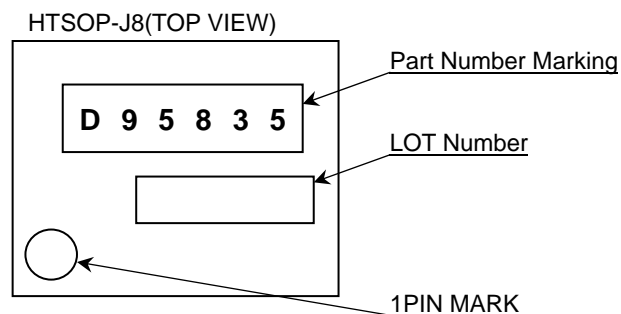 HTSOP-J8(TOP VIEW)
Part Number Marking
D 9 5 8 3 5
LOT Number
1PIN MARK